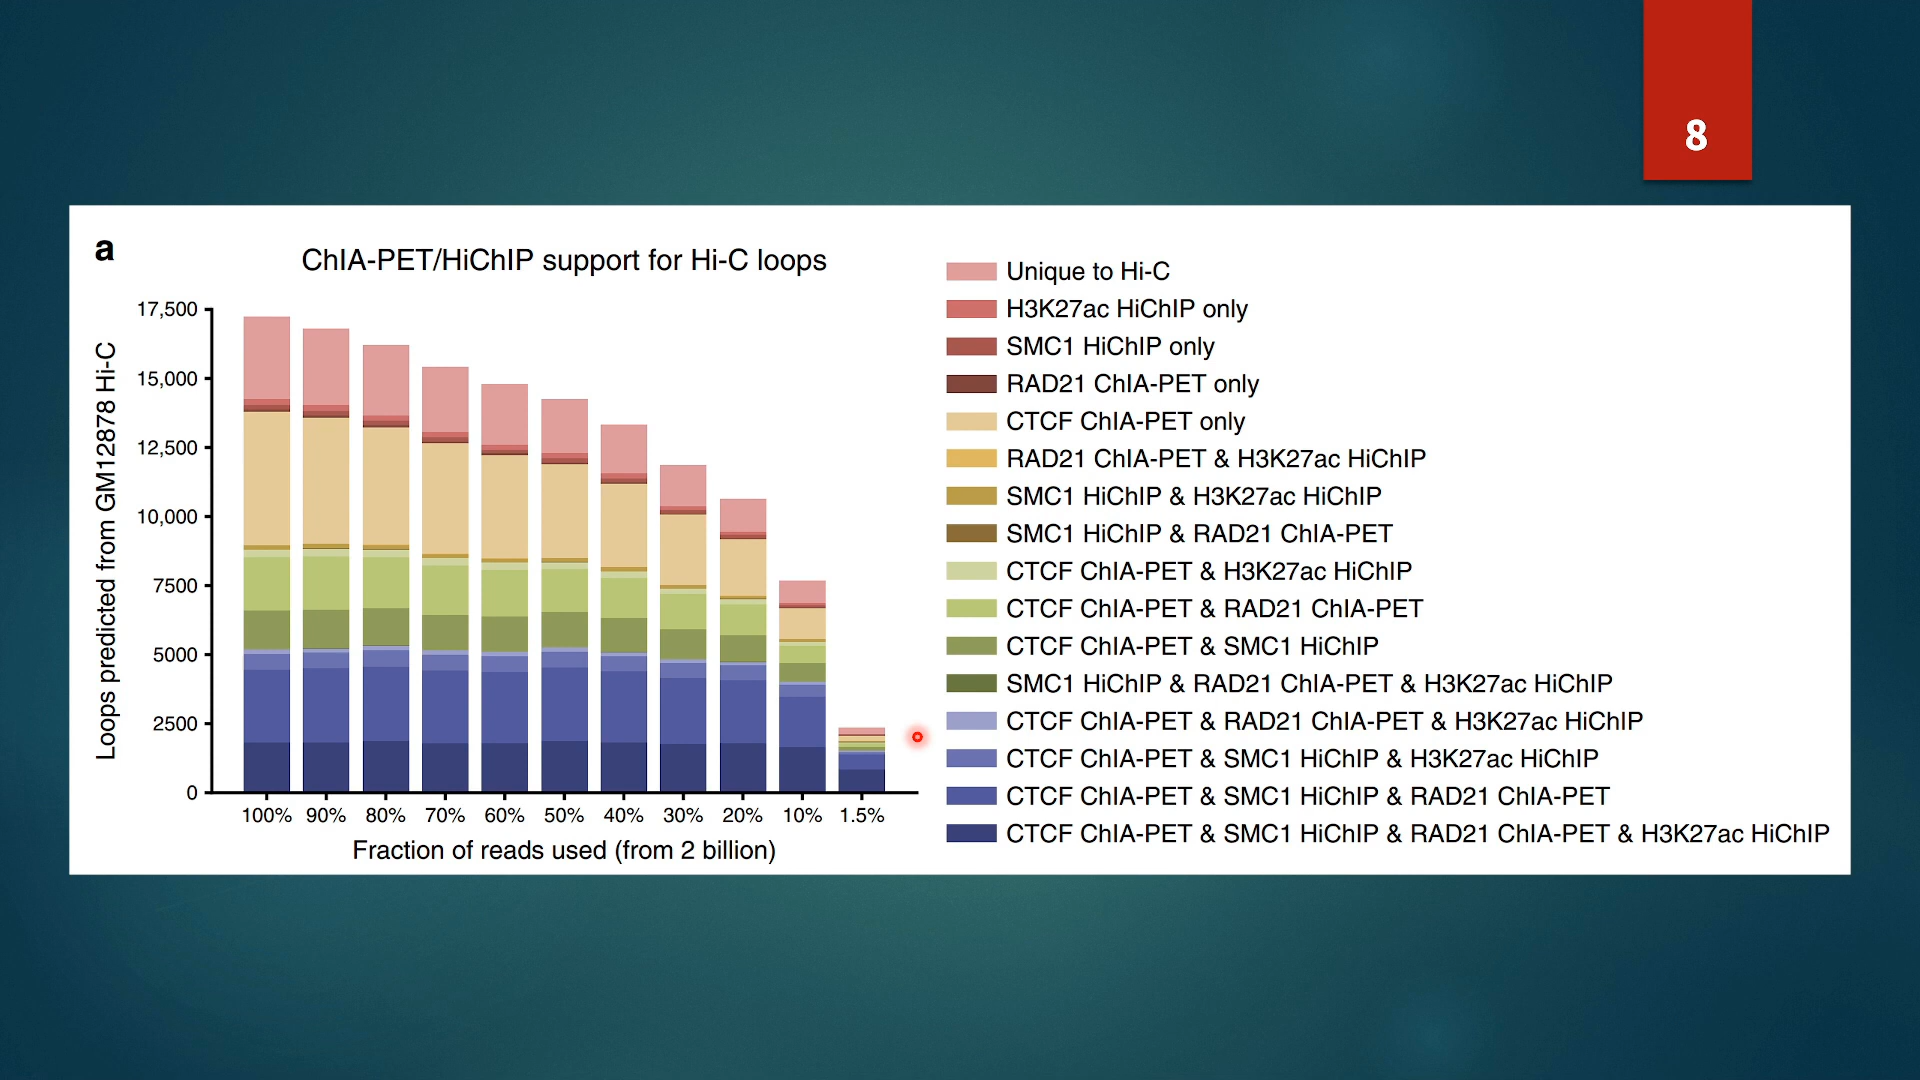 8
a
ChIA-PET/HiChIP support for Hi-C loops
Loops predicted from GM12878 Hi-C
17,500
15,000
12,500
10,000
7500
5000
2500
0
100% 90% 80% 70% 60% 50% 40% 30% 20% 10% 1.5%
Fraction of reads used (from 2 billion)
Unique to Hi-C
H3K27ac HiChIP only
SMC1 HiChIP only
RAD21 ChIA-PET only
CTCF ChIA-PET only
RAD21 ChIA-PET & H3K27ac HiChIP
SMC1 HiChIP & H3K27ac HiChIP
SMC1 HiChIP & RAD21 ChIA-PET
CTCF ChIA-PET & H3K27ac HiChIP
CTCF ChIA-PET & RAD21 ChIA-PET
CTCF ChIA-PET & SMC1 HiChIP
SMC1 HiChIP & RAD21 ChIA-PET & H3K27ac HiChIP
CTCF ChIA-PET & RAD21 ChIA-PET & H3K27ac HiChIP
CTCF ChIA-PET & SMC1 HiChIP & H3K27ac HiChIP
CTCF ChIA-PET & SMC1 HiChIP & RAD21 ChIA-PET
CTCF ChIA-PET & SMC1 HiChIP & RAD21 ChIA-PET & H3K27ac HiChIP